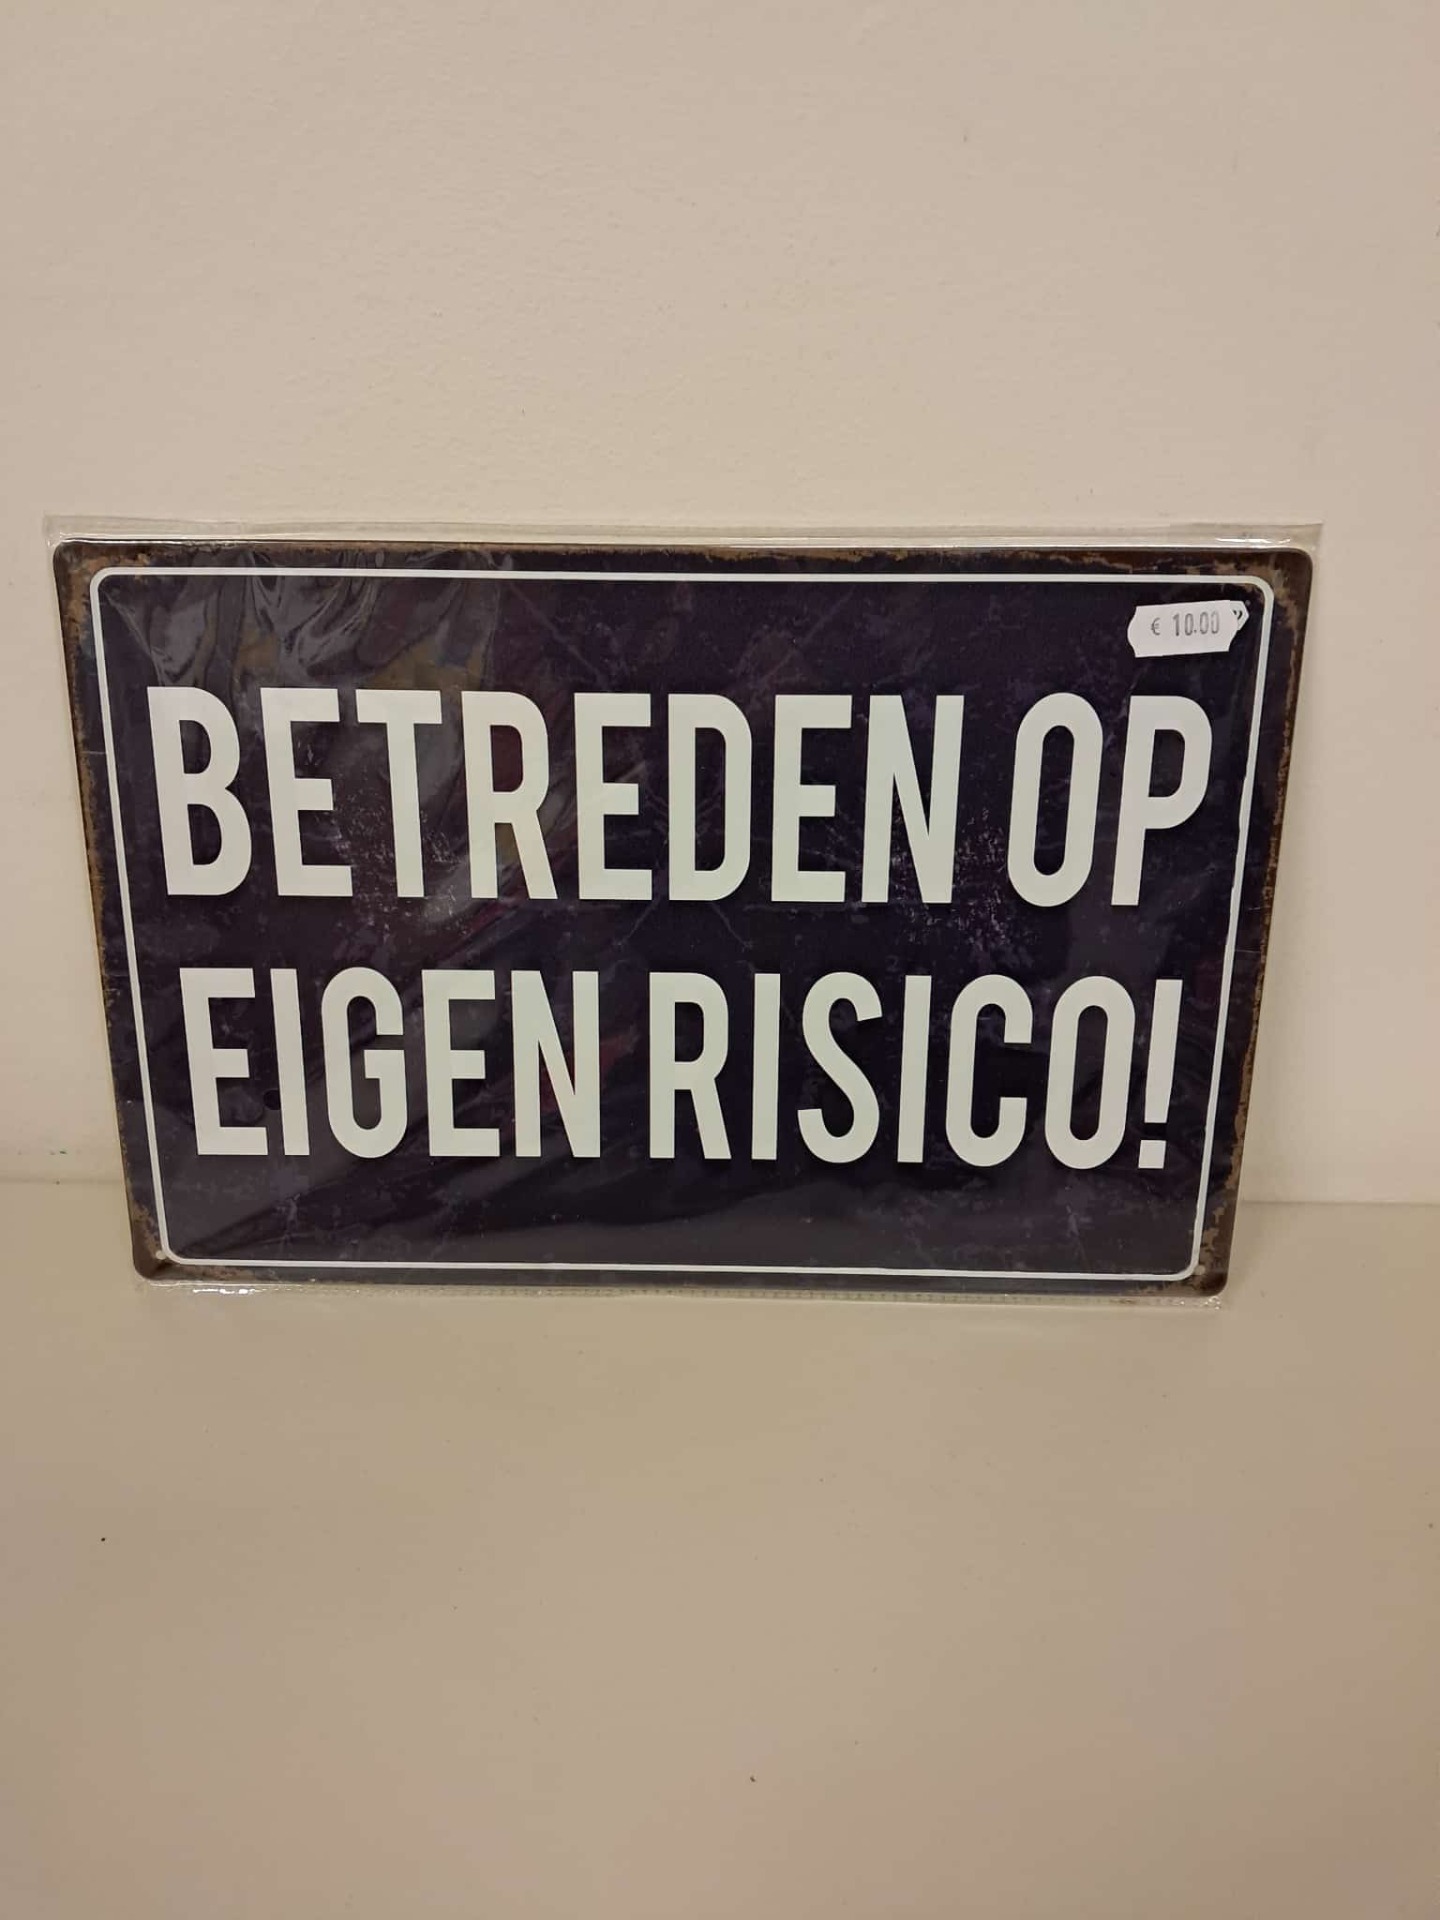 € 10.00
BETREDEN OP
EIGEN RISICO!